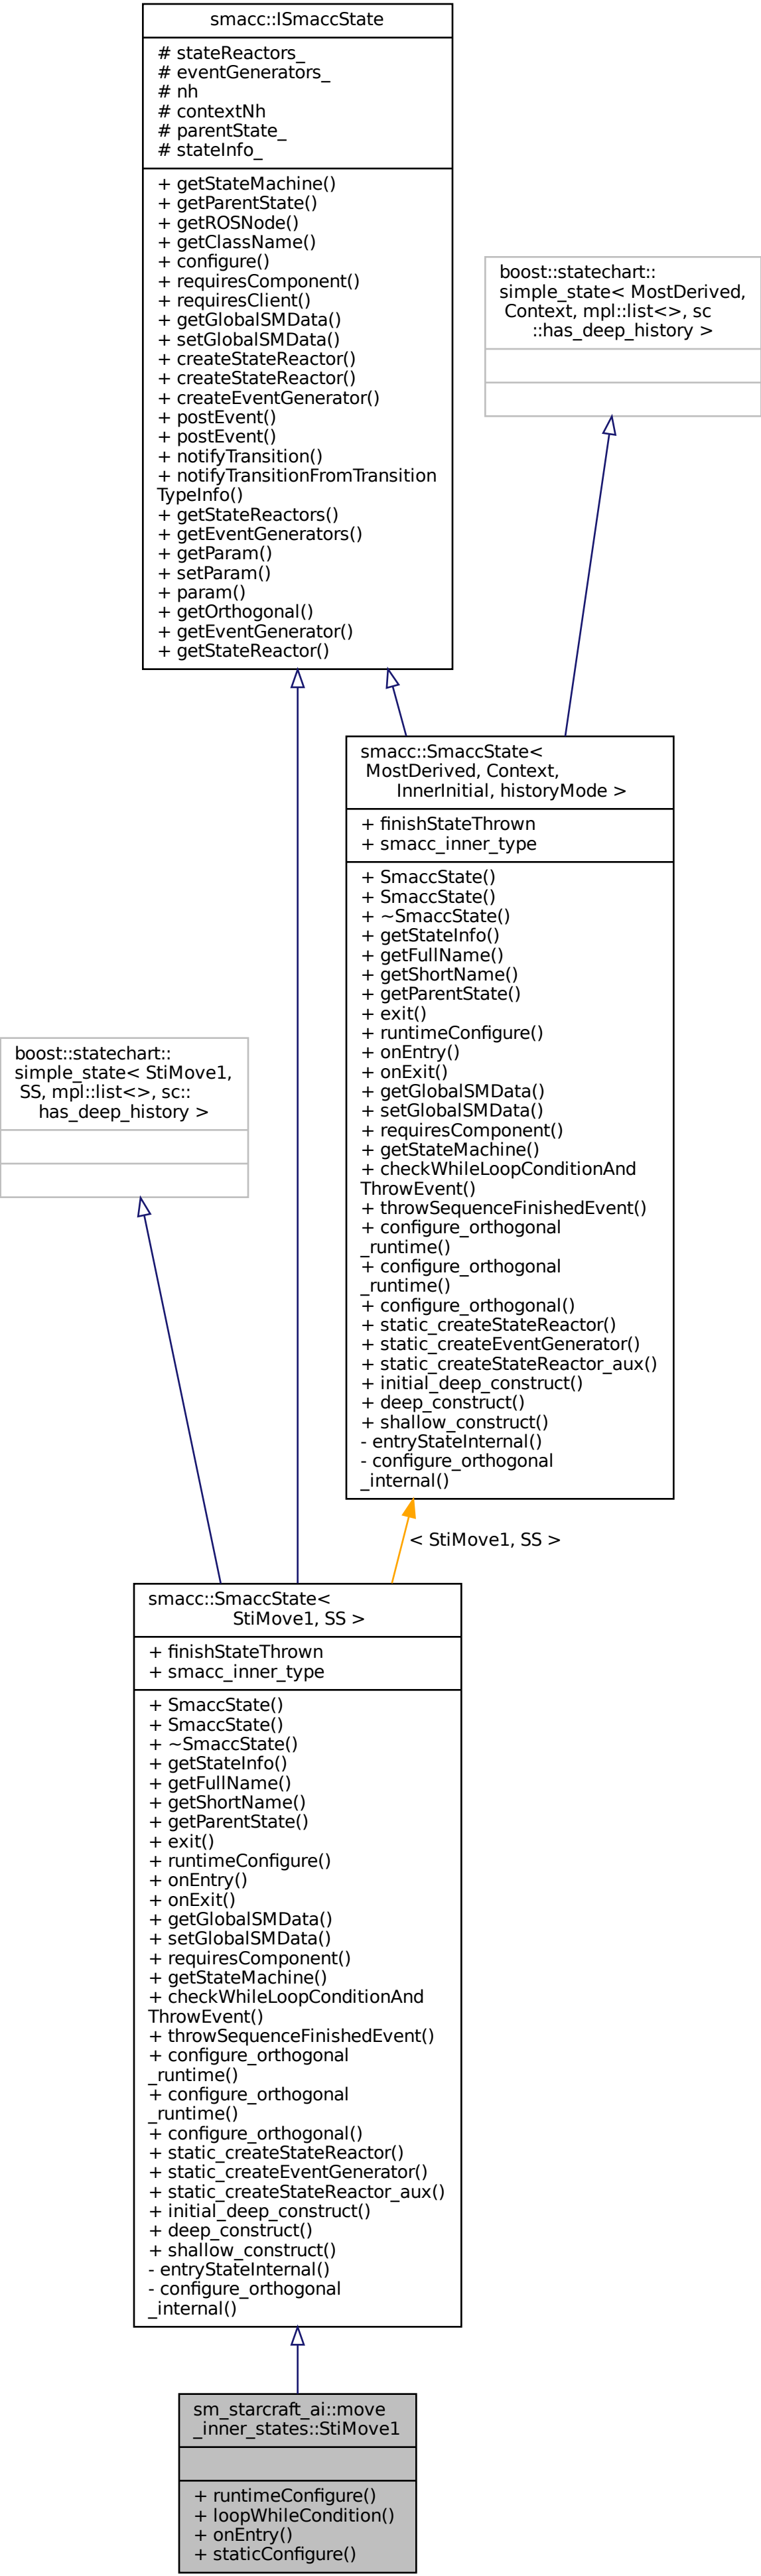 smacc::ISmaccState
# stateReactors_
# eventGenerators_
# nh
# contextNh
# parentState_
# stateInfo_
+ getStateMachine()
+ getParentState()
+ getROSNode()
+ getClassName()
+ configure()
+ requiresComponent()
+ requiresClient()
+ getGlobalSMData()
+ setGlobalSMData()
+ createStateReactor()
+ createStateReactor()
+ createEventGenerator()
+ postEvent()
+ postEvent()
+ notifyTransition()
+ notifyTransitionFromTransition
TypeInfo()
+ getStateReactors()
+ getEventGenerators()
+ getParam()
+ setParam()
+ param()
+ getOrthogonal()
+ getEventGenerator()
+ getStateReactor()
boost::statechart::
simple_state< MostDerived,
Context, mpl::list<>, sc
::has_deep_history >
smacc::SmaccState<
MostDerived, Context,
InnerInitial, historyMode >
+ finishStateThrown
+ smacc_inner_type
+ SmaccState()
+ SmaccState()
+ ~SmaccState()
+ getStateInfo()
+ getFullName()
+ getShortName()
+ getParentState()
+ exit()
+ runtimeConfigure()
+ onEntry()
+ onExit()
+ getGlobalSMData()
+ setGlobalSMData()
+ requiresComponent()
+ getStateMachine()
+ checkWhileLoopConditionAnd
ThrowEvent()
+ throwSequenceFinishedEvent()
+ configure_orthogonal
_runtime()
+ configure_orthogonal
_runtime()
+ configure_orthogonal()
+ static_createStateReactor()
+ static_createEventGenerator()
+ static_createStateReactor_aux()
+ initial_deep_construct()
+ deep_construct()
+ shallow_construct()
- entryStateInternal()
- configure_orthogonal
_internal()
boost::statechart::
simple_state< StiMove1,
SS, mpl::list<>, sc::
has_deep_history >
< StiMove1, SS >
smacc::SmaccState<
StiMove1, SS >
+ finishStateThrown
+ smacc_inner_type
+ SmaccState()
+ SmaccState()
+ ~SmaccState()
+ getStateInfo()
+ getFullName()
+ getShortName()
+ getParentState()
+ exit()
+ runtimeConfigure()
+ onEntry()
+ onExit()
+ getGlobalSMData()
+ setGlobalSMData()
+ requiresComponent()
+ getStateMachine()
+ checkWhileLoopConditionAnd
ThrowEvent()
+ throwSequenceFinishedEvent()
+ configure_orthogonal
_runtime()
+ configure_orthogonal
_runtime()
+ configure_orthogonal()
+ static_createStateReactor()
+ static_createEventGenerator()
+ static_createStateReactor_aux()
+ initial_deep_construct()
+ deep_construct()
+ shallow_construct()
- entryStateInternal()
- configure_orthogonal
_internal()
sm_starcraft_ai::move
_inner_states::StiMove1
+ runtimeConfigure()
+ loopWhileCondition()
+ onEntry()
+ staticConfigure()